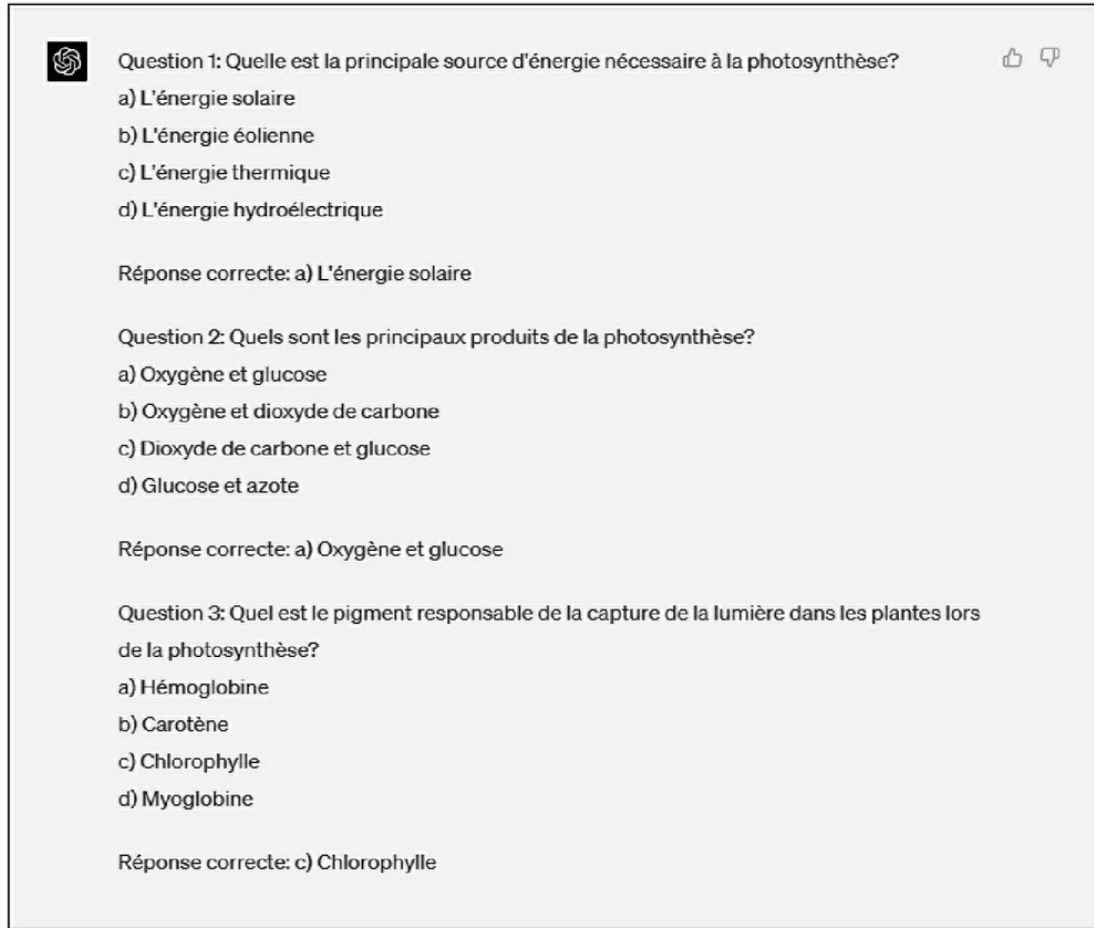 Question 1: Quelle est la principale source d'énergie nécessaire à la photosynthèse?
a) L'énergie solaire
b) L'énergie éolienne
c) L'énergie thermique
d) L'énergie hydroélectrique
Réponse correcte: a) L'énergie solaire
Question 2: Quels sont les principaux produits de la photosynthèse?
a) Oxygène et glucose
b) Oxygène et dioxyde de carbone
c) Dioxyde de carbone et glucose
d) Glucose et azote
Réponse correcte: a) Oxygène et glucose
Question 3: Quel est le pigment responsable de la capture de la lumière dans les plantes lors
de la photosynthèse?
a) Hémoglobine
b) Carotène
c) Chlorophylle
d) Myoglobine
Réponse correcte: c) Chlorophylle